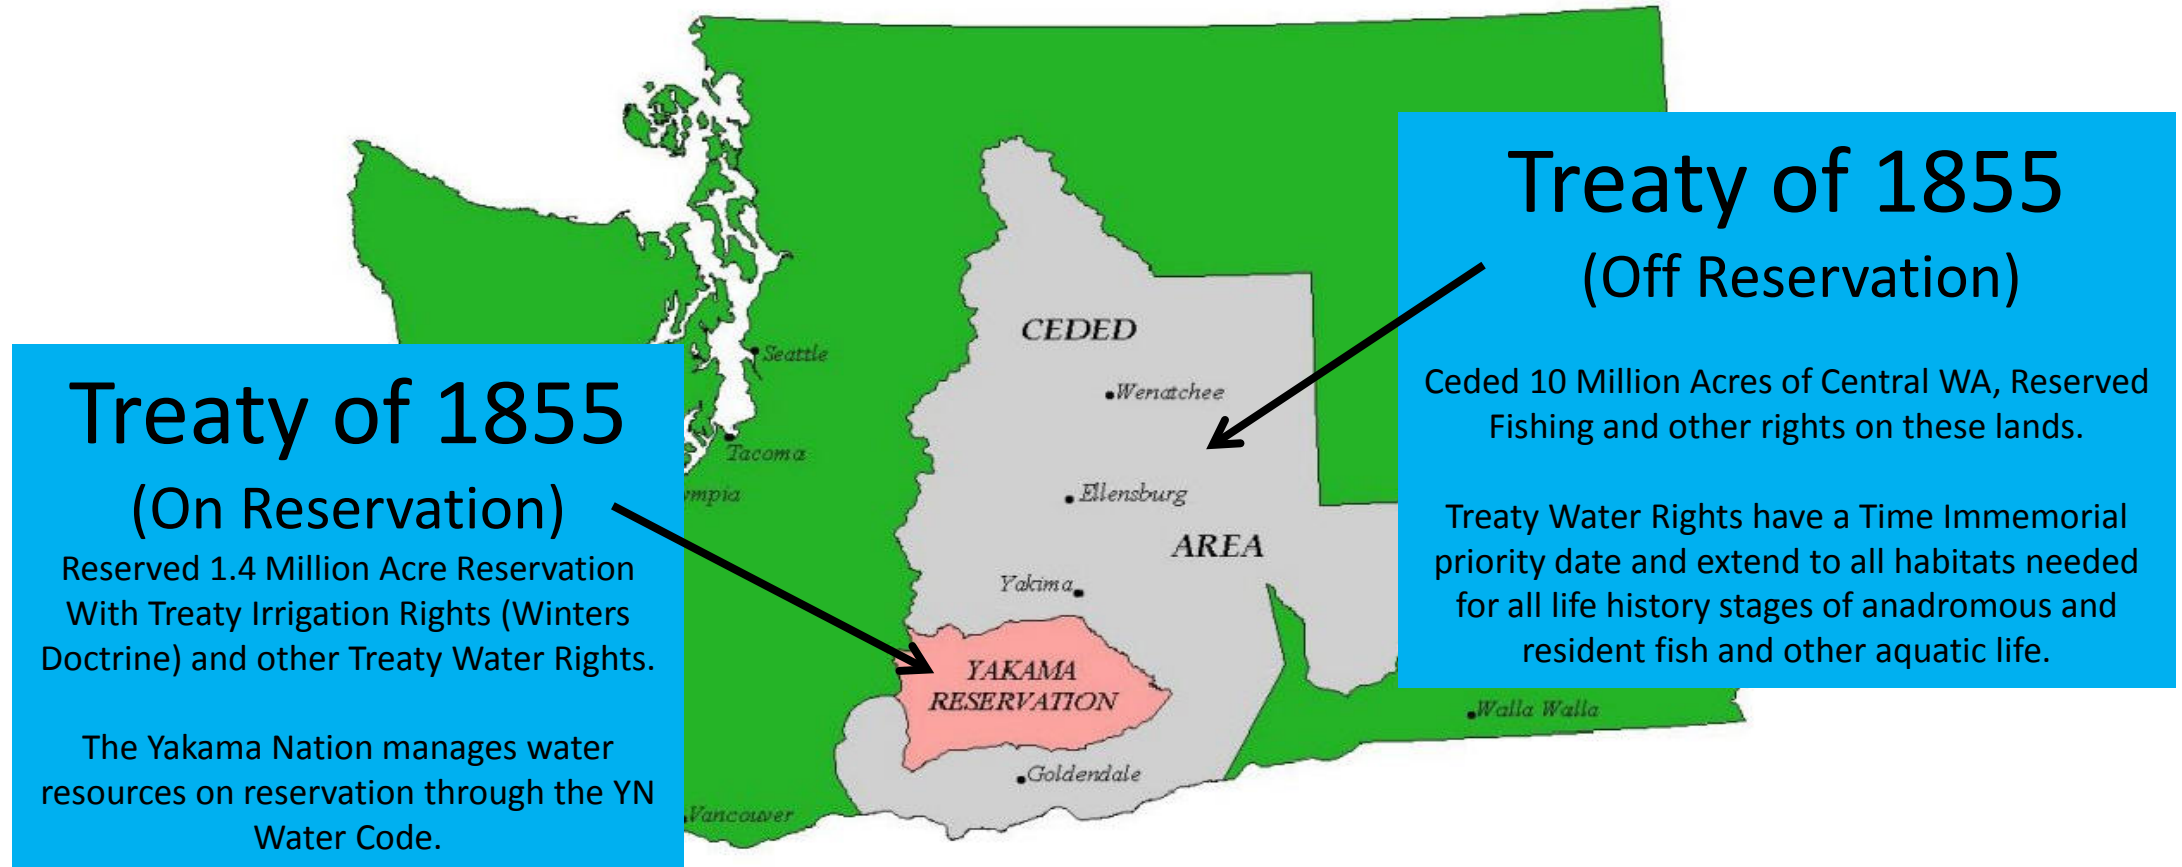 Treaty of 1855
(On Reservation)
Reserved 1.4 Million Acre Reservation
With Treaty Irrigation Rights (Winters
Doctrine) and other Treaty Water Rights.
The Yakama Nation manages water
resources on reservation through the YN
Water Code.
Seattle
Tacoma
ympia
Vancouver
CEDED
Wenatchee
Ellensburg
AREA
Yakima
YAKAMA
RESERVATION
Goldendale
Walla Walla
Treaty of 1855
(Off Reservation)
Ceded 10 Million Acres of Central WA, Reserved
Fishing and other rights on these lands.
Treaty Water Rights have a Time Immemorial
priority date and extend to all habitats needed
for all life history stages of anadromous and
resident fish and other aquatic life.